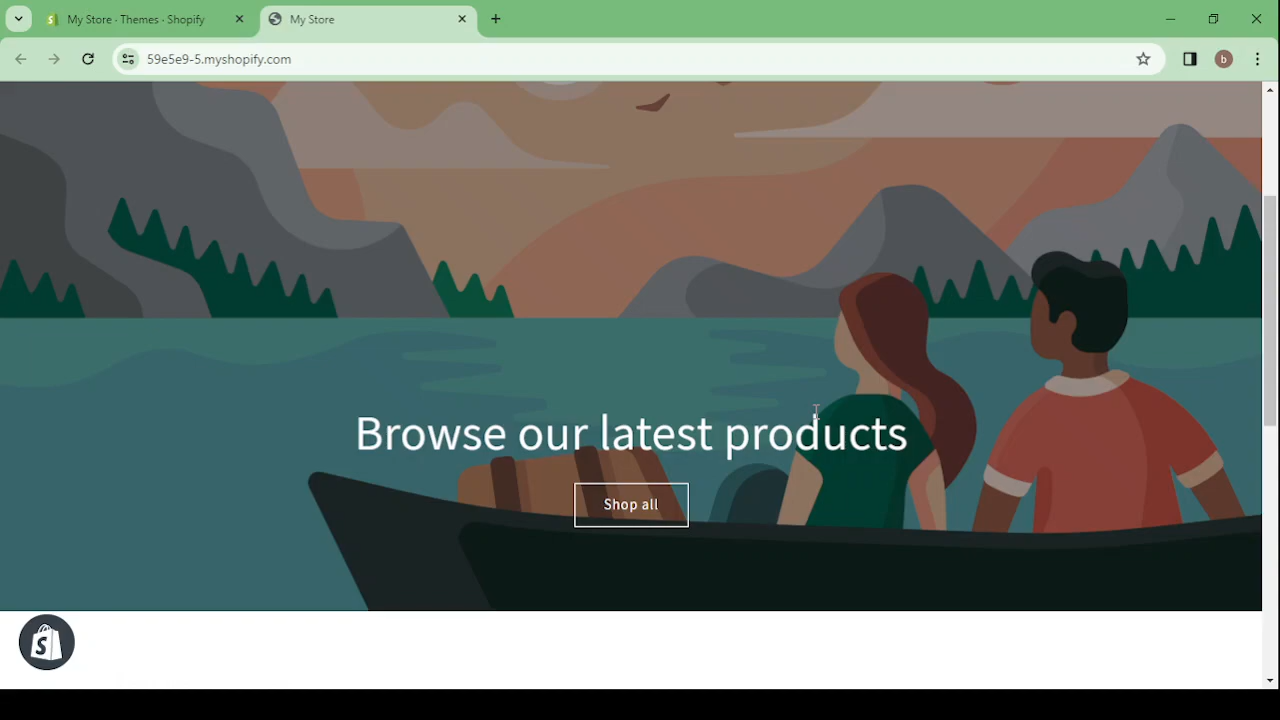 My Store · Themes · Shopify
My Store
59e5e9-5.myshopify.com
b
Browse our latest products
Shop all
S